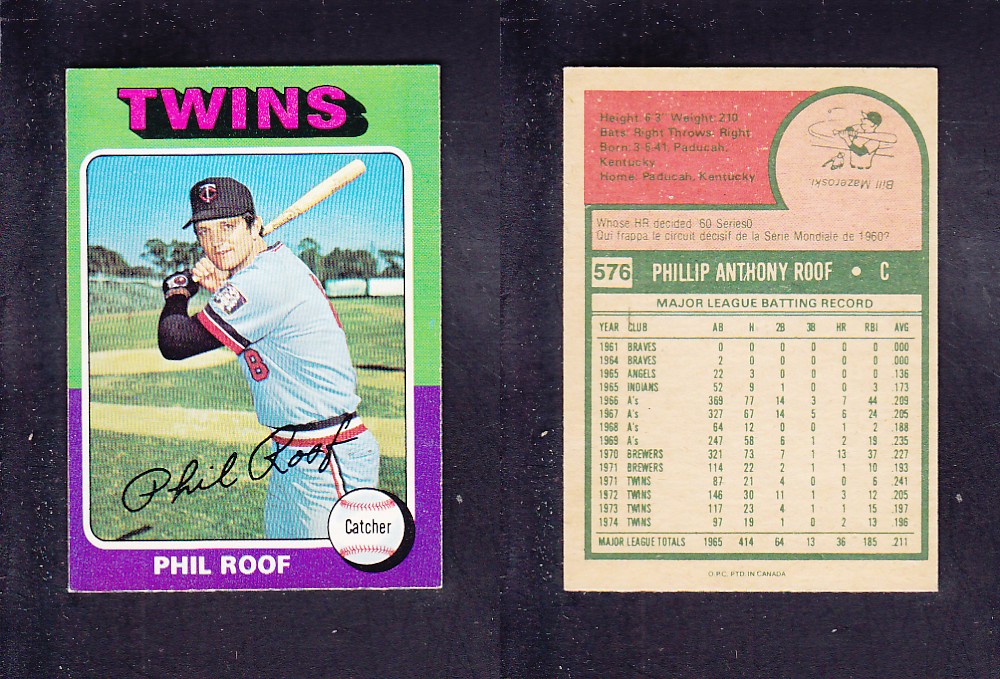 TWINS
8
Phil Roof
Catcher
PHIL ROOF
Height: 6'3" Weight: 210
Bats: Right Throws: Right
Born: 3-5-41, Paducah,
Kentucky
Home: Paducah, Kentucky
Bill Mazeroski
Whose HR decided '60 Series0
Qui frappa le circuit decisif de la Serie Mondiale de 1960?
576 PHILLIP ANTHONY ROOF • C
MAJOR LEAGUE BATTING RECORD
YEAR CLUB AB H 2B 3B HR RBI AVG
1961 BRAVES 0 0 0 0 0 0 .000
1964 BRAVES 2 0 0 0 0 0 .000
1965 ANGELS 22 3 0 0 0 0 .136
1965 INDIANS 52 9 1 0 0 3 .173
1966 A's 369 77 14 3 7 44 .209
1967 A's 327 67 14 5 6 24 .205
1968 A's 64 12 0 0 1 2 .188
1969 A's 247 58 6 1 2 19 .235
1970 BREWERS 321 73 7 1 13 37 .227
1971 BREWERS 114 22 2 1 1 10 .193
1971 TWINS 87 21 4 0 0 6 .241
1972 TWINS 146 30 11 1 3 12 .205
1973 TWINS 117 23 4 1 1 15 .197
1974 TWINS 97 19 1 0 2 13 .196
MAJOR LEAGUE TOTALS 1965 414 64 13 36 185 .211
O.P.C. PTD. IN CANADA